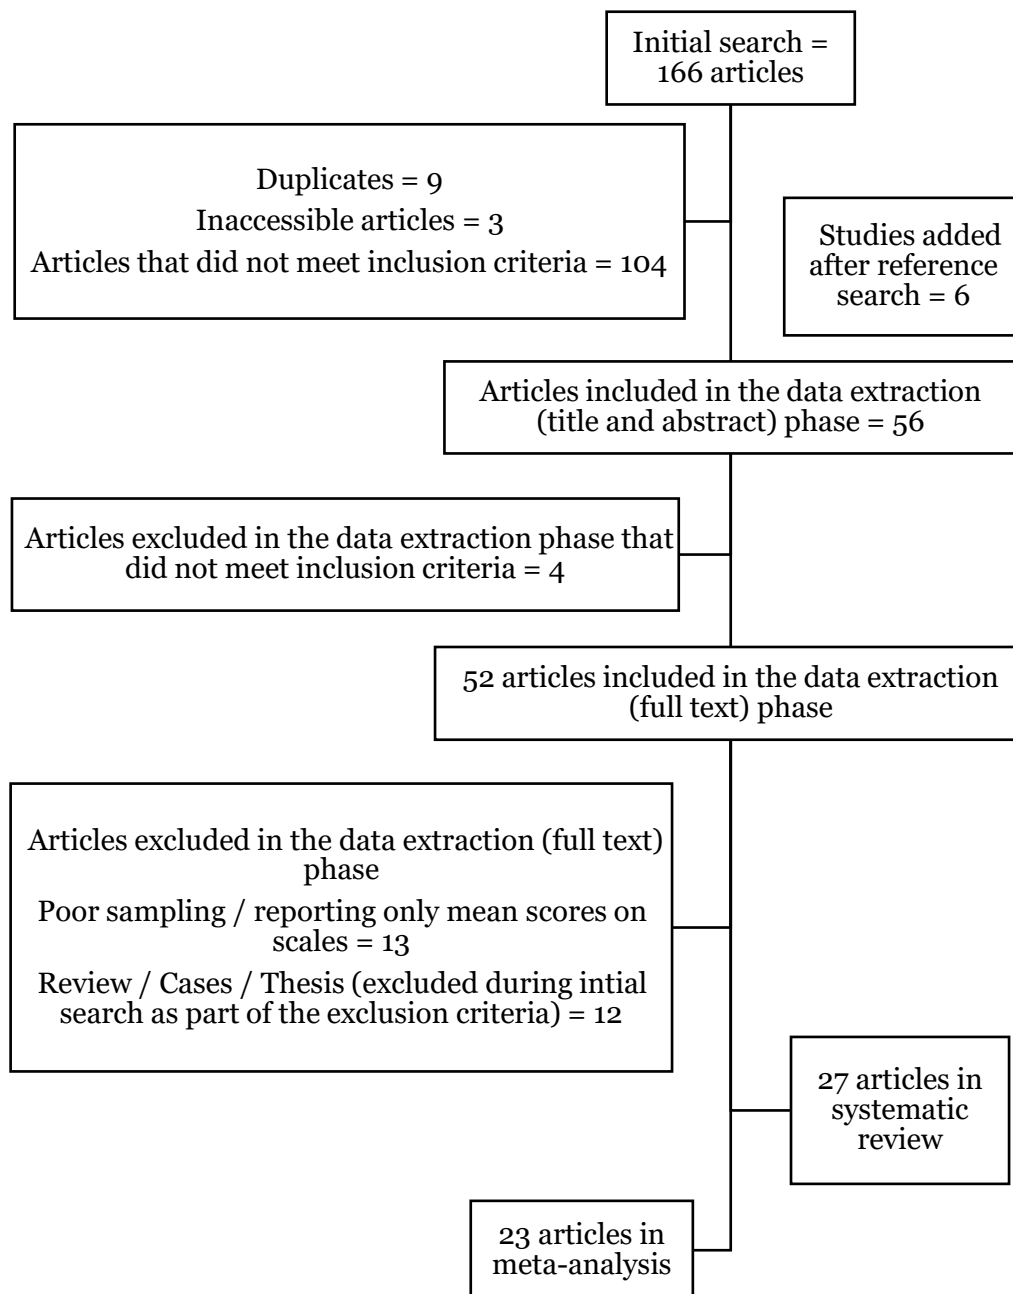 Initial search =
166 articles
Duplicates = 9
Inaccessible articles = 3
Articles that did not meet inclusion criteria = 104
Studies added
after reference
search = 6
Articles included in the data extraction
(title and abstract) phase = 56
Articles excluded in the data extraction phase that
did not meet inclusion criteria = 4
52 articles included in the data extraction
(full text) phase
Articles excluded in the data extraction (full text)
phase
Poor sampling / reporting only mean scores on
scales = 13
Review / Cases / Thesis (excluded during intial
search as part of the exclusion criteria) = 12
27 articles in
systematic
review
23 articles in
meta-analysis